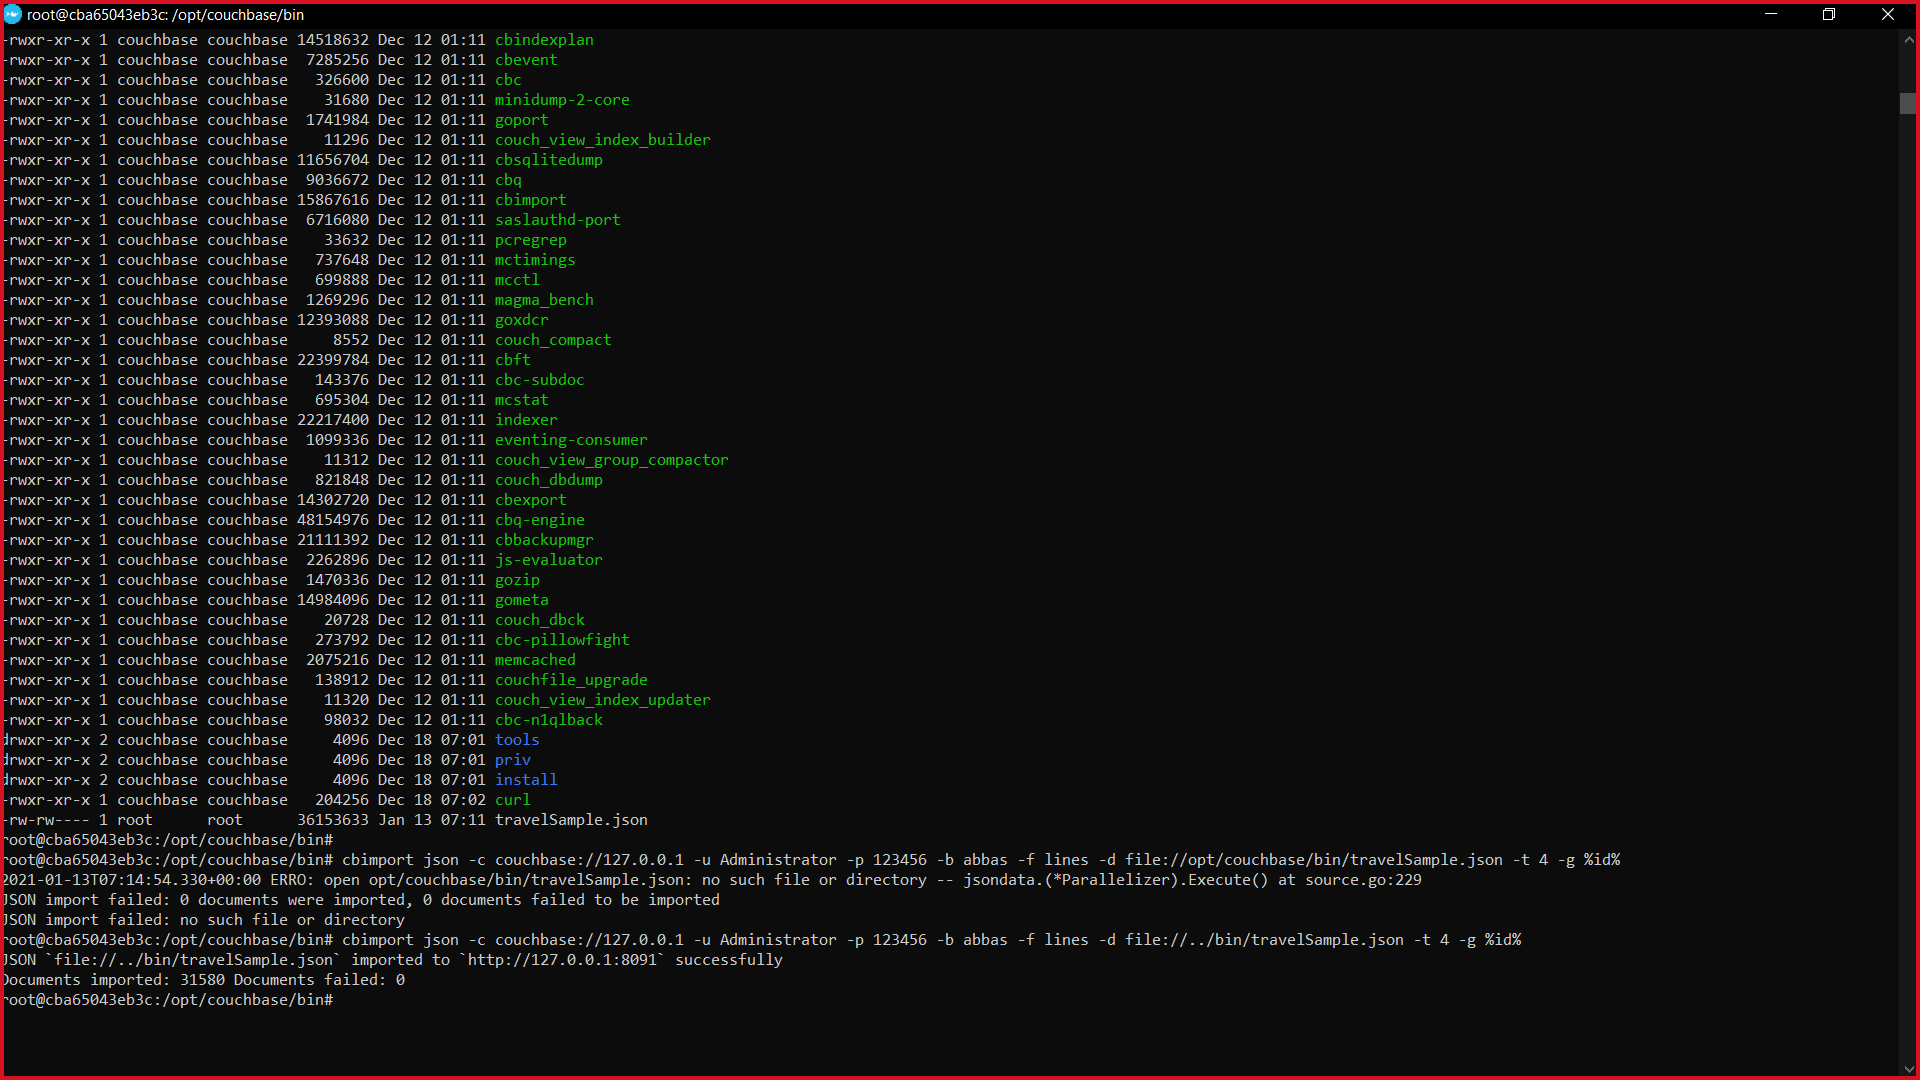 root@cba65043eb3c: /opt/couchbase/bin
-rwxr-xr-x 1 couchbase couchbase 14518632 Dec 12 01:11 cbindexplan
-rwxr-xr-x 1 couchbase couchbase  7285256 Dec 12 01:11 cbevent
-rwxr-xr-x 1 couchbase couchbase   326600 Dec 12 01:11 cbc
-rwxr-xr-x 1 couchbase couchbase    31680 Dec 12 01:11 minidump-2-core
-rwxr-xr-x 1 couchbase couchbase  1741984 Dec 12 01:11 goport
-rwxr-xr-x 1 couchbase couchbase    11296 Dec 12 01:11 couch_view_index_builder
-rwxr-xr-x 1 couchbase couchbase 11656704 Dec 12 01:11 cbsqlitedump
-rwxr-xr-x 1 couchbase couchbase  9036672 Dec 12 01:11 cbq
-rwxr-xr-x 1 couchbase couchbase 15867616 Dec 12 01:11 cbimport
-rwxr-xr-x 1 couchbase couchbase  6716080 Dec 12 01:11 saslauthd-port
-rwxr-xr-x 1 couchbase couchbase    33632 Dec 12 01:11 pcregrep
-rwxr-xr-x 1 couchbase couchbase   737648 Dec 12 01:11 mctimings
-rwxr-xr-x 1 couchbase couchbase   699888 Dec 12 01:11 mcctl
-rwxr-xr-x 1 couchbase couchbase  1269296 Dec 12 01:11 magma_bench
-rwxr-xr-x 1 couchbase couchbase 12393088 Dec 12 01:11 goxdcr
-rwxr-xr-x 1 couchbase couchbase     8552 Dec 12 01:11 couch_compact
-rwxr-xr-x 1 couchbase couchbase 22399784 Dec 12 01:11 cbft
-rwxr-xr-x 1 couchbase couchbase   143376 Dec 12 01:11 cbc-subdoc
-rwxr-xr-x 1 couchbase couchbase   695304 Dec 12 01:11 mcstat
-rwxr-xr-x 1 couchbase couchbase 22217400 Dec 12 01:11 indexer
-rwxr-xr-x 1 couchbase couchbase  1099336 Dec 12 01:11 eventing-consumer
-rwxr-xr-x 1 couchbase couchbase    11312 Dec 12 01:11 couch_view_group_compactor
-rwxr-xr-x 1 couchbase couchbase   821848 Dec 12 01:11 couch_dbdump
-rwxr-xr-x 1 couchbase couchbase 14302720 Dec 12 01:11 cbexport
-rwxr-xr-x 1 couchbase couchbase 48154976 Dec 12 01:11 cbq-engine
-rwxr-xr-x 1 couchbase couchbase 21111392 Dec 12 01:11 cbbackupmgr
-rwxr-xr-x 1 couchbase couchbase  2262896 Dec 12 01:11 js-evaluator
-rwxr-xr-x 1 couchbase couchbase  1470336 Dec 12 01:11 gozip
-rwxr-xr-x 1 couchbase couchbase 14984096 Dec 12 01:11 gometa
-rwxr-xr-x 1 couchbase couchbase    20728 Dec 12 01:11 couch_dbck
-rwxr-xr-x 1 couchbase couchbase   273792 Dec 12 01:11 cbc-pillowfight
-rwxr-xr-x 1 couchbase couchbase  2075216 Dec 12 01:11 memcached
-rwxr-xr-x 1 couchbase couchbase   138912 Dec 12 01:11 couchfile_upgrade
-rwxr-xr-x 1 couchbase couchbase    11320 Dec 12 01:11 couch_view_index_updater
-rwxr-xr-x 1 couchbase couchbase    98032 Dec 12 01:11 cbc-n1qlback
drwxr-xr-x 2 couchbase couchbase     4096 Dec 18 07:01 tools
drwxr-xr-x 2 couchbase couchbase     4096 Dec 18 07:01 priv
drwxr-xr-x 2 couchbase couchbase     4096 Dec 18 07:01 install
-rwxr-xr-x 1 couchbase couchbase   204256 Dec 18 07:02 curl
-rw-rw---- 1 root      root      36153633 Jan 13 07:11 travelSample.json
root@cba65043eb3c:/opt/couchbase/bin#
root@cba65043eb3c:/opt/couchbase/bin# cbimport json -c couchbase://127.0.0.1 -u Administrator -p 123456 -b abbas -f lines -d file://opt/couchbase/bin/travelSample.json -t 4 -g %id%
2021-01-13T07:14:54.330+00:00 ERRO: open opt/couchbase/bin/travelSample.json: no such file or directory -- jsondata.(*Parallelizer).Execute() at source.go:229
JSON import failed: 0 documents were imported, 0 documents failed to be imported
JSON import failed: no such file or directory
root@cba65043eb3c:/opt/couchbase/bin# cbimport json -c couchbase://127.0.0.1 -u Administrator -p 123456 -b abbas -f lines -d file://../bin/travelSample.json -t 4 -g %id%
JSON `file://../bin/travelSample.json` imported to `http://127.0.0.1:8091` successfully
Documents imported: 31580 Documents failed: 0
root@cba65043eb3c:/opt/couchbase/bin#